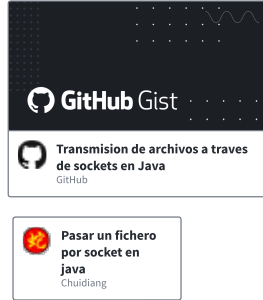 GitHub Gist
Transmision de archivos a traves
de sockets en Java
GitHub
Pasar un fichero
por socket en
java
Chuidiang